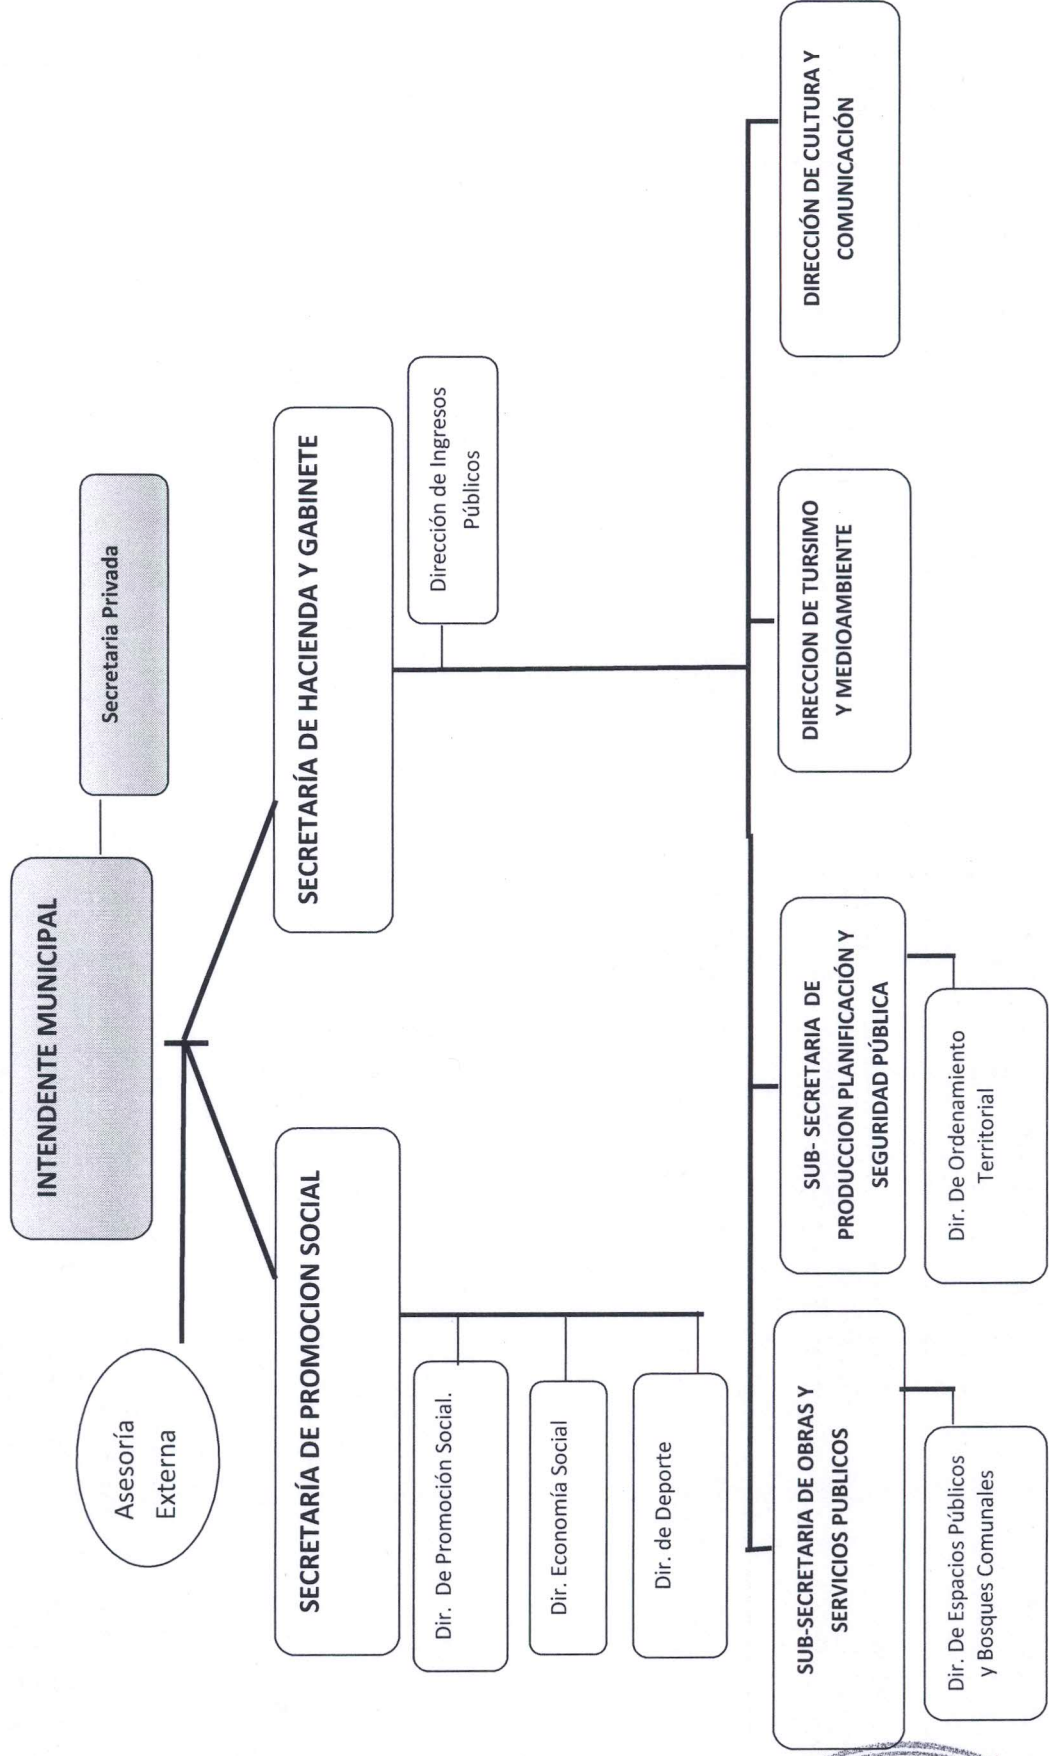 INTENDENTE MUNICIPAL
Secretaria Privada
Asesoría
Externa
SECRETARÍA DE PROMOCION SOCIAL
SECRETARÍA DE HACIENDA Y GABINETE
Dir. De Promoción Social.
Dir. Economía Social
Dir. de Deporte
Dirección de Ingresos
Públicos
SUB-SECRETARIA DE OBRAS Y
SERVICIOS PUBLICOS
Dir. De Espacios Públicos
y Bosques Comunales
SUB- SECRETARIA DE
PRODUCCION PLANIFICACIÓN Y
SEGURIDAD PÚBLICA
Dir. De Ordenamiento
Territorial
DIRECCION DE TURSIMO
Y MEDIOAMBIENTE
DIRECCIÓN DE CULTURA Y
COMUNICACIÓN